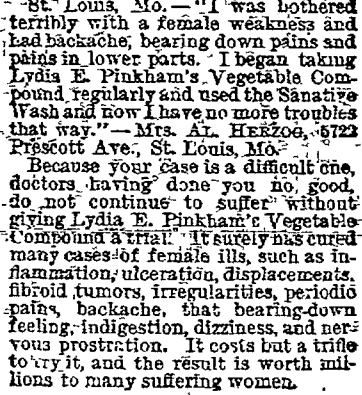 St. Louis, Mo.—"I was bothered
terribly with a female weakness and
had backache, bearing down pains and
pains in lower parts. I began taking
Lydia E. Pinkham's Vegetable Com-
pound regularly and used the Sanative
Wash and now I have no more troubles
that way."—Mrs. AL. HERZOG, 5722
Prescott Ave., St. Louis, Mo.
Because your case is a difficult one,
doctors having done you no good,
do not continue to suffer without
giving Lydia E. Pinkham's Vegetable
Compound a trial. It surely has cured
many cases of female ills, such as in-
flammation, ulceration, displacements,
fibroid tumors, irregularities, periodic
pains, backache, that bearing-down
feeling, indigestion, dizziness, and ner-
vous prostration. It costs but a trifle
to try it, and the result is worth mil-
lions to many suffering women.